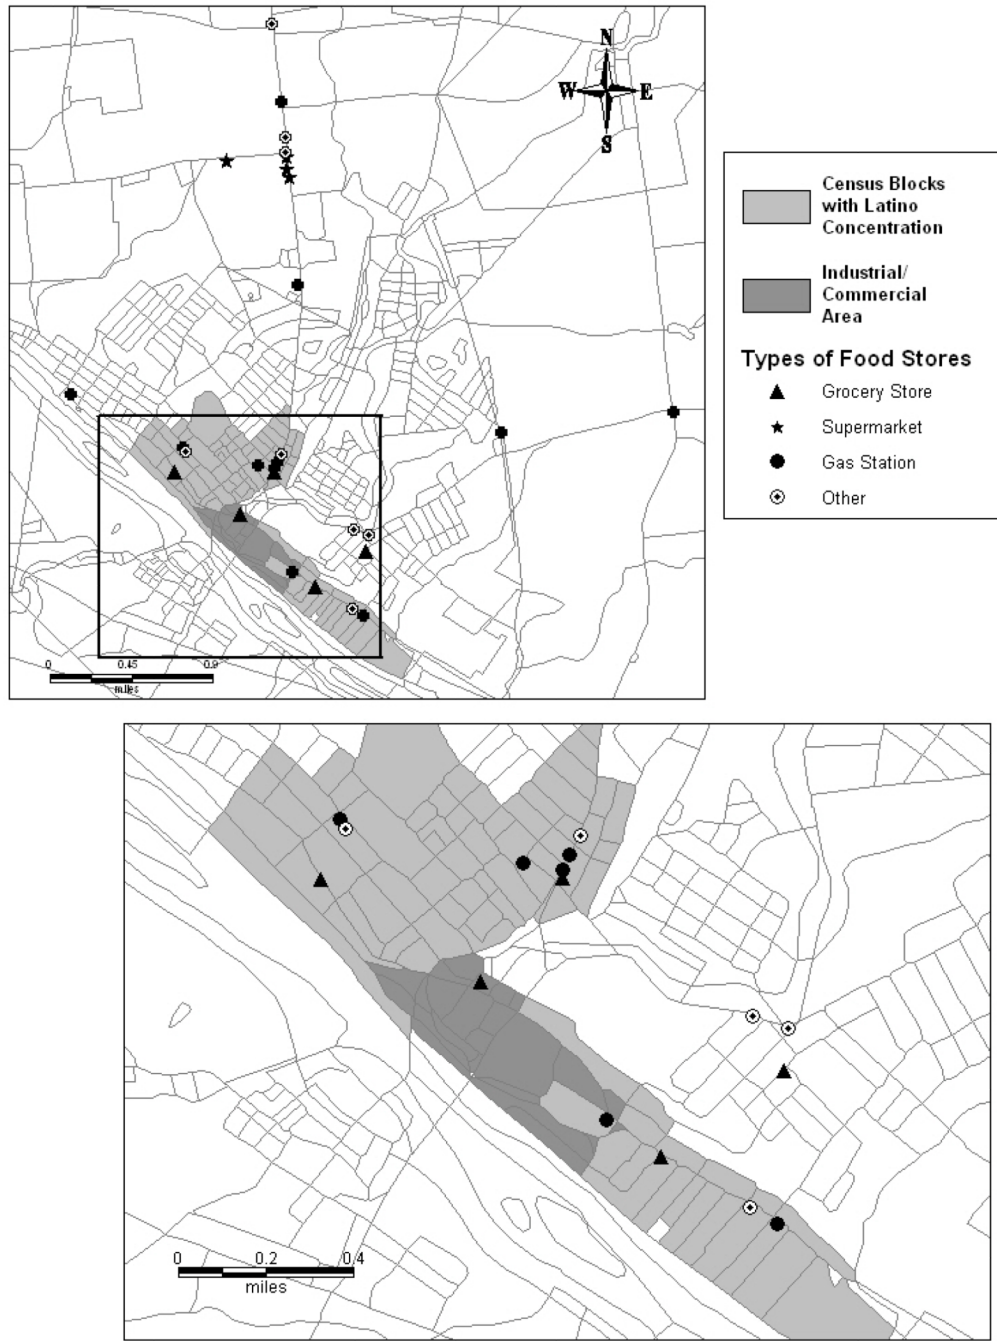 N
W E
S
Census Blocks
with Latino
Concentration
Industrial/
Commercial
Area
Types of Food Stores
Grocery Store
Supermarket
Gas Station
Other
0 0.45 0.9
miles
0 0.2 0.4
miles